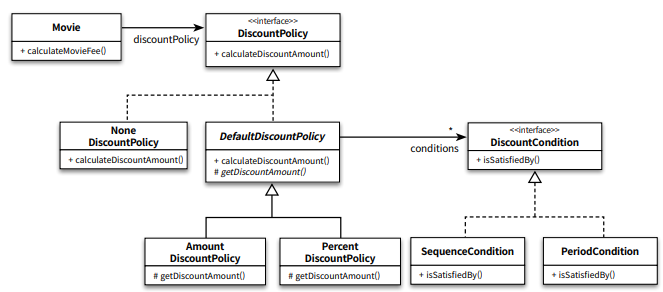 Movie
+ calculateMovieFee()
discountPolicy
<<interface>>
DiscountPolicy
+ calculateDiscountAmount()
None
DiscountPolicy
+ calculateDiscountAmount()
DefaultDiscountPolicy
+ calculateDiscountAmount()
# getDiscountAmount()
*
conditions
<<interface>>
DiscountCondition
+ isSatisfiedBy()
Amount
DiscountPolicy
# getDiscountAmount()
Percent
DiscountPolicy
# getDiscountAmount()
SequenceCondition
+ isSatisfiedBy()
PeriodCondition
+ isSatisfiedBy()